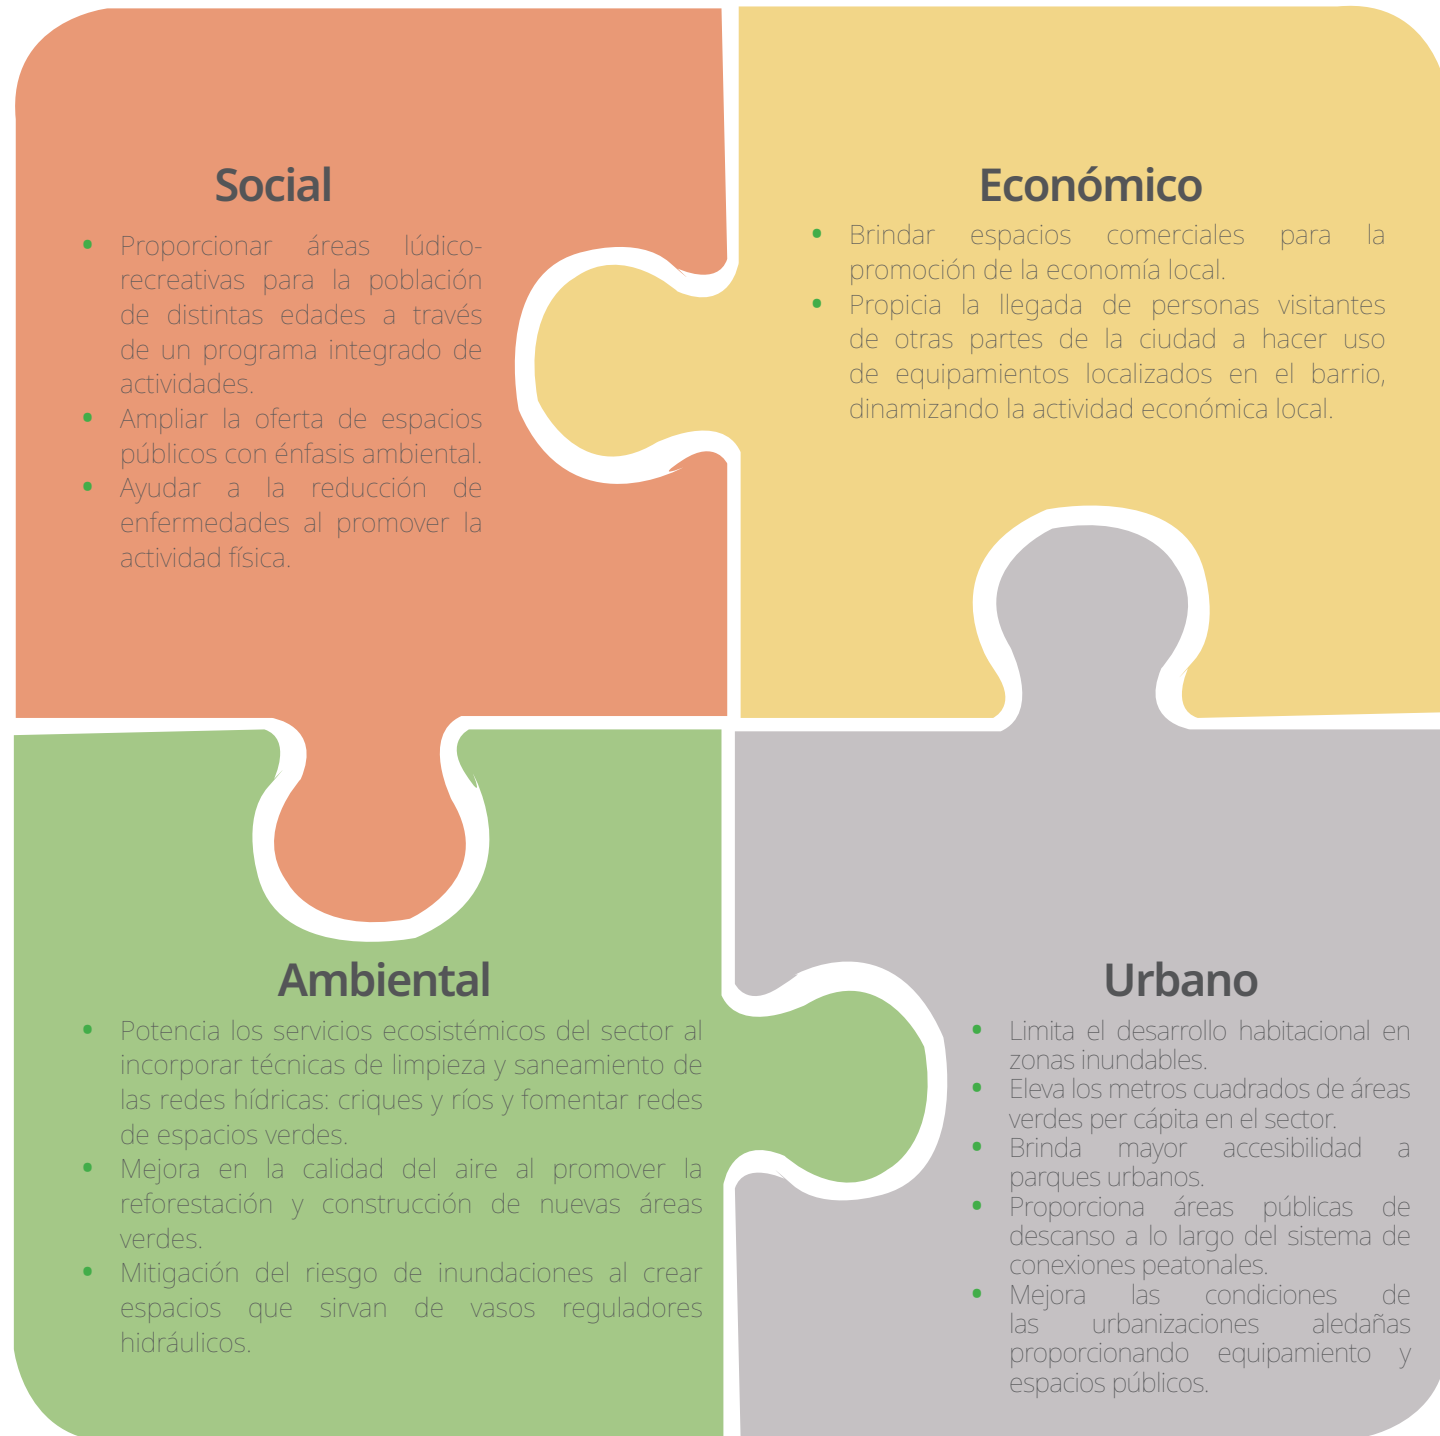 Social
• Proporcionar áreas lúdico-
recreativas para la población
de distintas edades a través
de un programa integrado de
actividades.
• Ampliar la oferta de espacios
públicos con énfasis ambiental.
• Ayudar a la reducción de
enfermedades al promover la
actividad física.
Económico
• Brindar espacios comerciales para la
promoción de la economía local.
• Propicia la llegada de personas visitantes
de otras partes de la ciudad a hacer uso
de equipamientos localizados en el barrio,
dinamizando la actividad económica local.
Ambiental
• Potencia los servicios ecosistémicos del sector al
incorporar técnicas de limpieza y saneamiento de
las redes hídricas: criques y ríos y fomentar redes
de espacios verdes.
• Mejora en la calidad del aire al promover la
reforestación y construcción de nuevas áreas
verdes.
• Mitigación del riesgo de inundaciones al crear
espacios que sirvan de vasos reguladores
hidráulicos.
Urbano
• Limita el desarrollo habitacional en
zonas inundables.
• Eleva los metros cuadrados de áreas
verdes per cápita en el sector.
• Brinda mayor accesibilidad a
parques urbanos.
• Proporciona áreas públicas de
descanso a lo largo del sistema de
conexiones peatonales.
• Mejora las condiciones de
las urbanizaciones aledañas
proporcionando equipamiento y
espacios públicos.